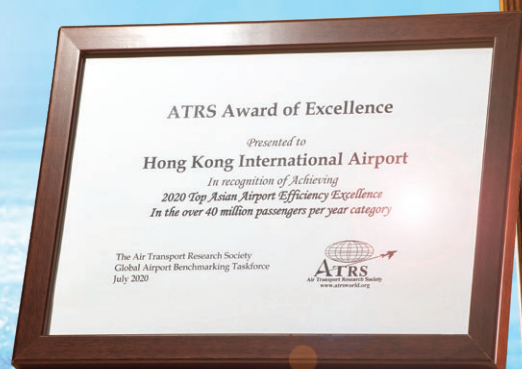 ATRS Award of Excellence
Presented to
Hong Kong International Airport
In recognition of Achieving
2020 Top Asian Airport Efficiency Excellence
In the over 40 million passengers per year category
The Air Transport Research Society
Global Airport Benchmarking Taskforce
July 2020
ATRS
Air Transport Research Society
www.atrsworld.org